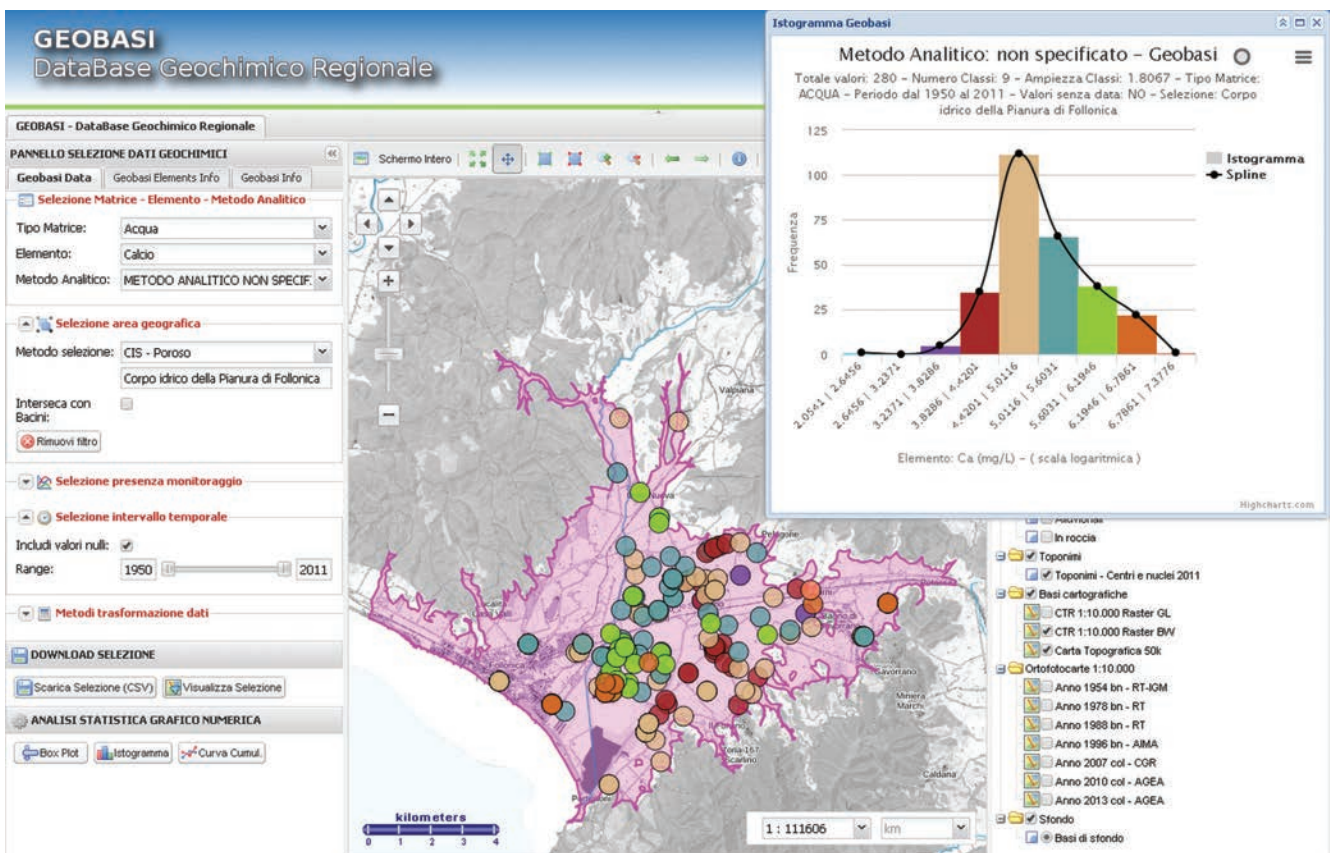 GEOBASI
DataBase Geochimico Regionale
GEOBASI - DataBase Geochimico Regionale
PANNELLO SELEZIONE DATI GEOCHIMICI
Geobasi Data
Geobasi Elements Info
Geobasi Info
Selezione Matrice - Elemento - Metodo Analitico
Tipo Matrice:
Acqua
Elemento:
Calcio
Metodo Analitico:
METODO ANALITICO NON SPECIF.
Selezione area geografica
Metodo selezione:
CIS - Poroso
Corpo idrico della Pianura di Follonica
Interseca con
Bacini:
Rimuovi filtro
Selezione presenza monitoraggio
Selezione intervallo temporale
Includi valori nulli:
Range:
1950
2011
Metodi trasformazione dati
DOWNLOAD SELEZIONE
Scarica Selezione (CSV)
Visualizza Selezione
ANALISI STATISTICA GRAFICO NUMERICA
Box Plot
Istogramma
Curva Cumul.
Schermo Intero
Valpiana
Follonica
Scarlino
Gavorrano
Miniera
Marchi
Caldana
kilometers
0 1 2 3 4
1 : 111606
km
Istogramma Geobasi
Metodo Analitico: non specificato - Geobasi
Totale valori: 280 - Numero Classi: 9 - Ampiezza Classi: 1.8067 - Tipo Matrice:
ACQUA - Periodo dal 1950 al 2011 - Valori senza data: NO - Selezione: Corpo
idrico della Pianura di Follonica
125
100
75
50
25
0
Frequenza
Istogramma
Spline
2.0541 | 2.6456
2.6456 | 3.2371
3.2371 | 3.8286
3.8286 | 4.4201
4.4201 | 5.0116
5.0116 | 5.6031
5.6031 | 6.1946
6.1946 | 6.7861
6.7861 | 7.3776
Elemento: Ca (mg/L) - ( scala logaritmica )
Highcharts.com
Alluvionali
In roccia
Toponimi
Toponimi - Centri e nuclei 2011
Basi cartografiche
CTR 1:10.000 Raster GL
CTR 1:10.000 Raster BW
Carta Topografica 50k
Ortofotocarte 1:10.000
Anno 1954 bn - RT-IGM
Anno 1978 bn - RT
Anno 1988 bn - RT
Anno 1996 bn - AIMA
Anno 2007 col - CGR
Anno 2010 col - AGEA
Anno 2013 col - AGEA
Sfondo
Basi di sfondo